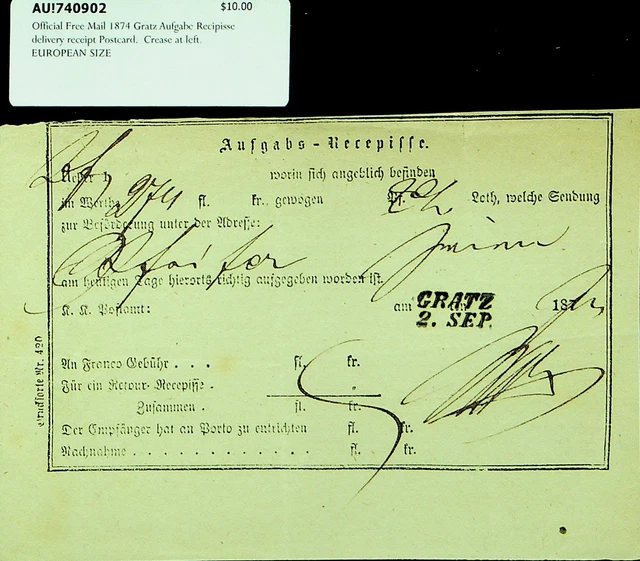 AU!740902 $10.00
Official Free Mail 1874 Gratz Aufgabe Recipisse
delivery receipt Postcard. Crease at left.
EUROPEAN SIZE
Aufgabs-Recepisse.
Ueber 1 worin sich angeblich befinden
im Werthe fl. kr., gewogen Pf. Loth, welche Sendung
zur Beförderung unter der Adresse:
am heutigen Tage hierorts richtig aufgegeben worden ist.
K. K. Postamt: am GRATZ 187
2. SEP.
An Franco Gebühr . . . fl. kr.
Für ein Retour-Recepisse .
Zusammen . fl. kr.
Der Empfänger hat an Porto zu entrichten fl. kr.
Nachnahme . . . . . . . . . . . . . fl. kr.
Drucksorte Nr. 420